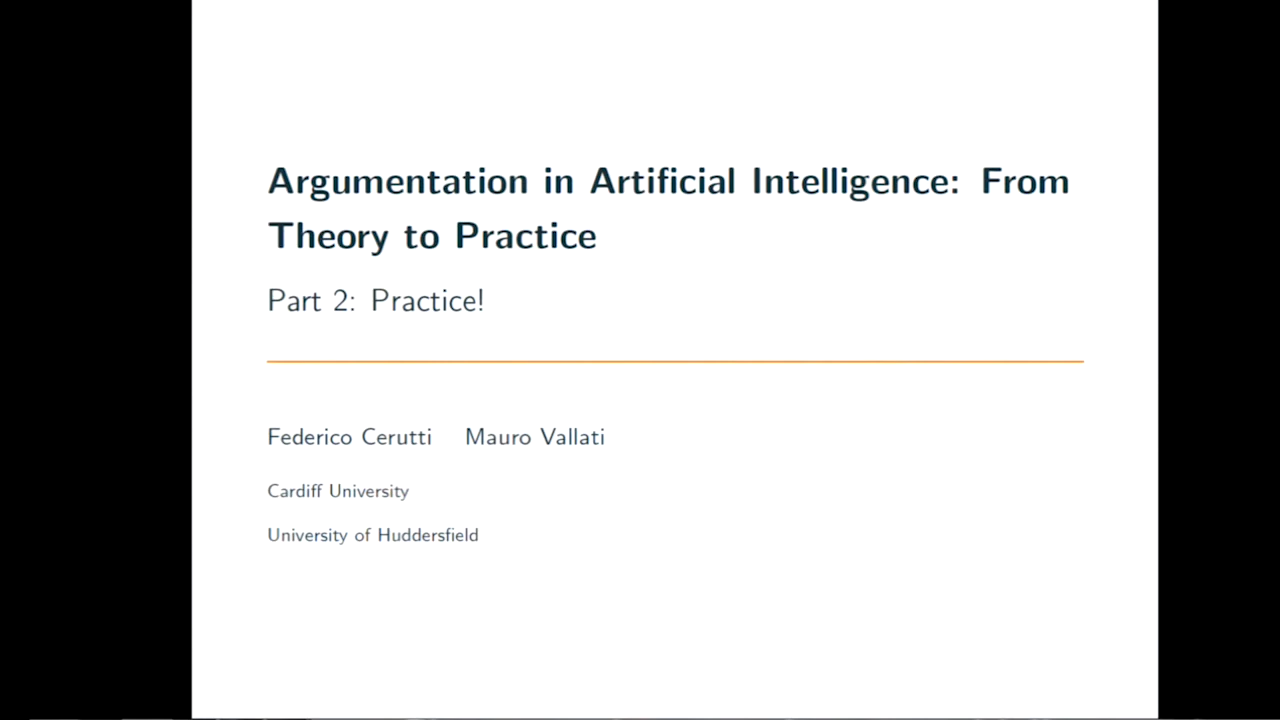 Argumentation in Artificial Intelligence: From
Theory to Practice
Part 2: Practice!
Federico Cerutti Mauro Vallati
Cardiff University
University of Huddersfield